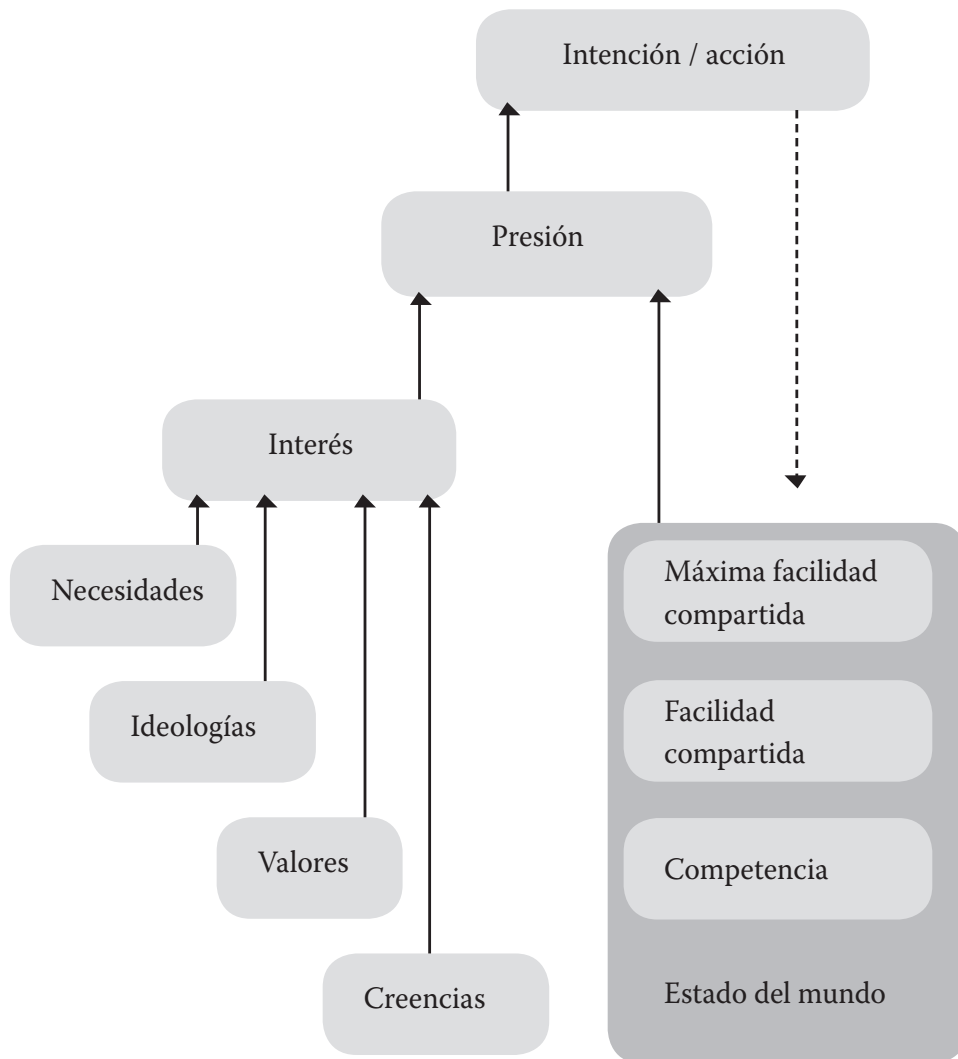 Intención / acción
Presión
Interés
Necesidades
Ideologías
Valores
Creencias
Máxima facilidad
compartida
Facilidad
compartida
Competencia
Estado del mundo